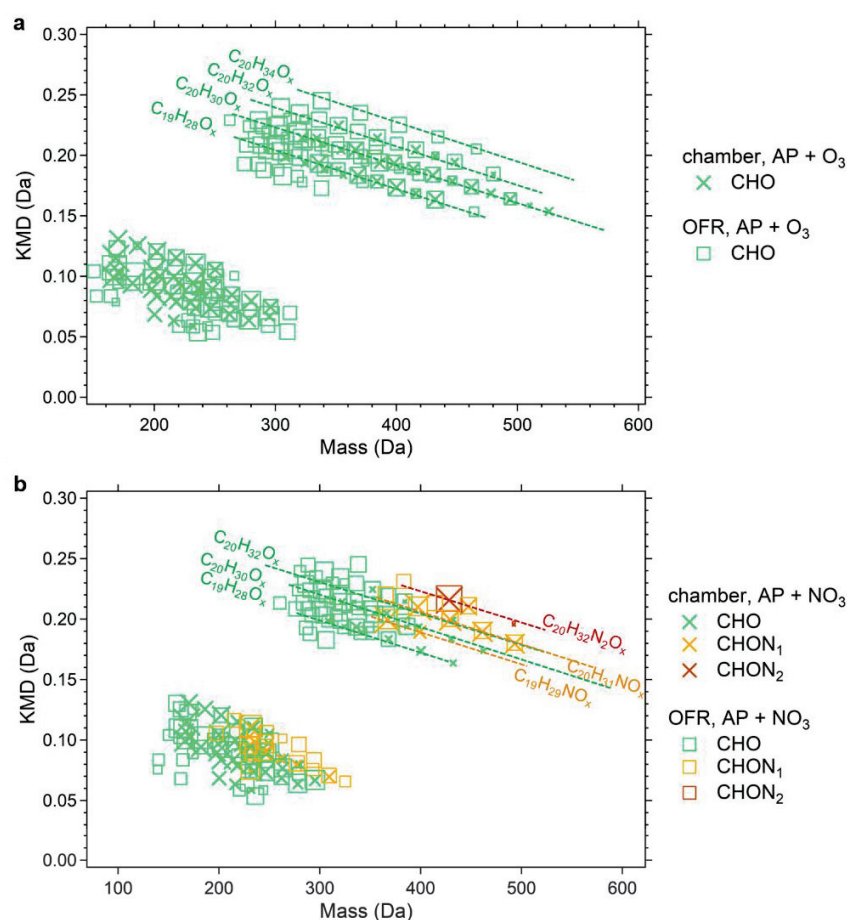 a
0.30
0.25
0.20
0.15
0.10
0.05
0.00
KMD (Da)
C20H34Ox
C20H32Ox
C20H30Ox
C19H28Ox
200
300
400
500
600
Mass (Da)
chamber, AP + O3
CHO
OFR, AP + O3
CHO
b
0.30
0.25
0.20
0.15
0.10
0.05
0.00
KMD (Da)
C20H32Ox
C20H30Ox
C19H28Ox
C20H32N2Ox
C20H31NOx
C19H29NOx
100
200
300
400
500
600
Mass (Da)
chamber, AP + NO3
CHO
CHON1
CHON2
OFR, AP + NO3
CHO
CHON1
CHON2